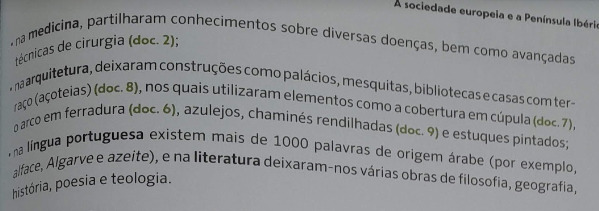 A sociedade europeia e a Península Ibéric
• na medicina, partilharam conhecimentos sobre diversas doenças, bem como avançadas
técnicas de cirurgia (doc. 2);
• na arquitetura, deixaram construções como palácios, mesquitas, bibliotecas e casas com ter-
raço (açoteias) (doc. 8), nos quais utilizaram elementos como a cobertura em cúpula (doc. 7),
o arco em ferradura (doc. 6), azulejos, chaminés rendilhadas (doc. 9) e estuques pintados;
• na língua portuguesa existem mais de 1000 palavras de origem árabe (por exemplo,
alface, Algarve e azeite), e na literatura deixaram-nos várias obras de filosofia, geografia,
história, poesia e teologia.